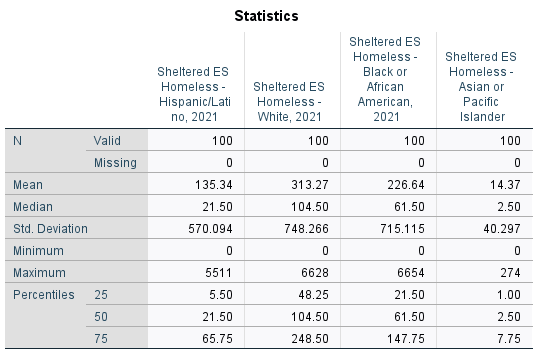 Statistics
Sheltered ES Homeless - Hispanic/Lati no, 2021 Sheltered ES Homeless - White, 2021 Sheltered ES Homeless - Black or African American, 2021 Sheltered ES Homeless - Asian or Pacific Islander
N Valid 100 100 100 100
Missing 0 0 0 0
Mean 135.34 313.27 226.64 14.37
Median 21.50 104.50 61.50 2.50
Std. Deviation 570.094 748.266 715.115 40.297
Minimum 0 0 0 0
Maximum 5511 6628 6654 274
Percentiles 25 5.50 48.25 21.50 1.00
50 21.50 104.50 61.50 2.50
75 65.75 248.50 147.75 7.75